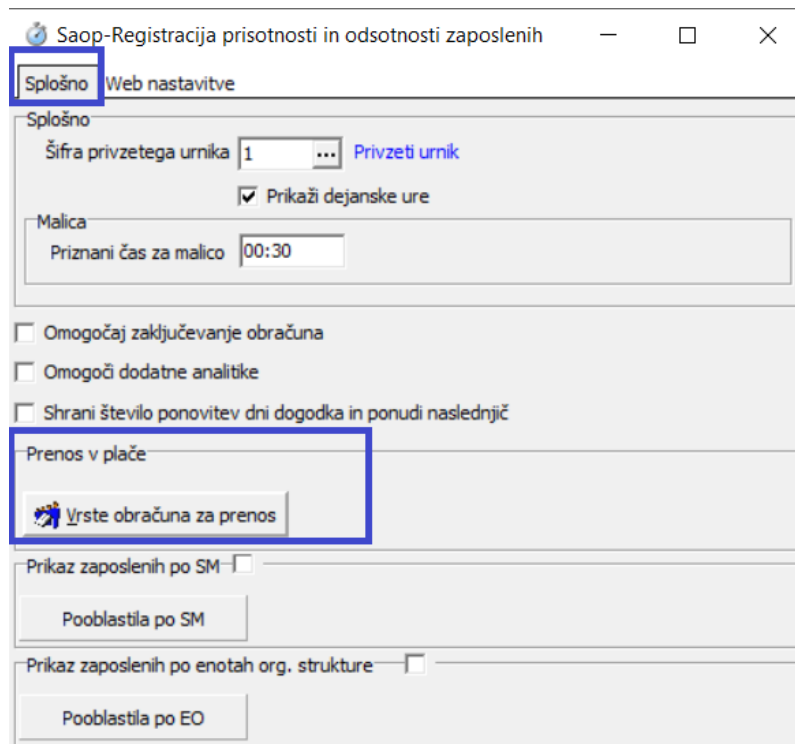 Saop-Registracija prisotnosti in odsotnosti zaposlenih
Splošno Web nastavitve
Splošno
Šifra privzetega urnika 1 ... Privzeti urnik
Prikaži dejanske ure
Malica
Priznani čas za malico 00:30
Omogočaj zaključevanje obračuna
Omogoči dodatne analitike
Shrani število ponovitev dni dogodka in ponudi naslednjič
Prenos v plače
Vrste obračuna za prenos
Prikaz zaposlenih po SM
Pooblastila po SM
Prikaz zaposlenih po enotah org. strukture
Pooblastila po EO